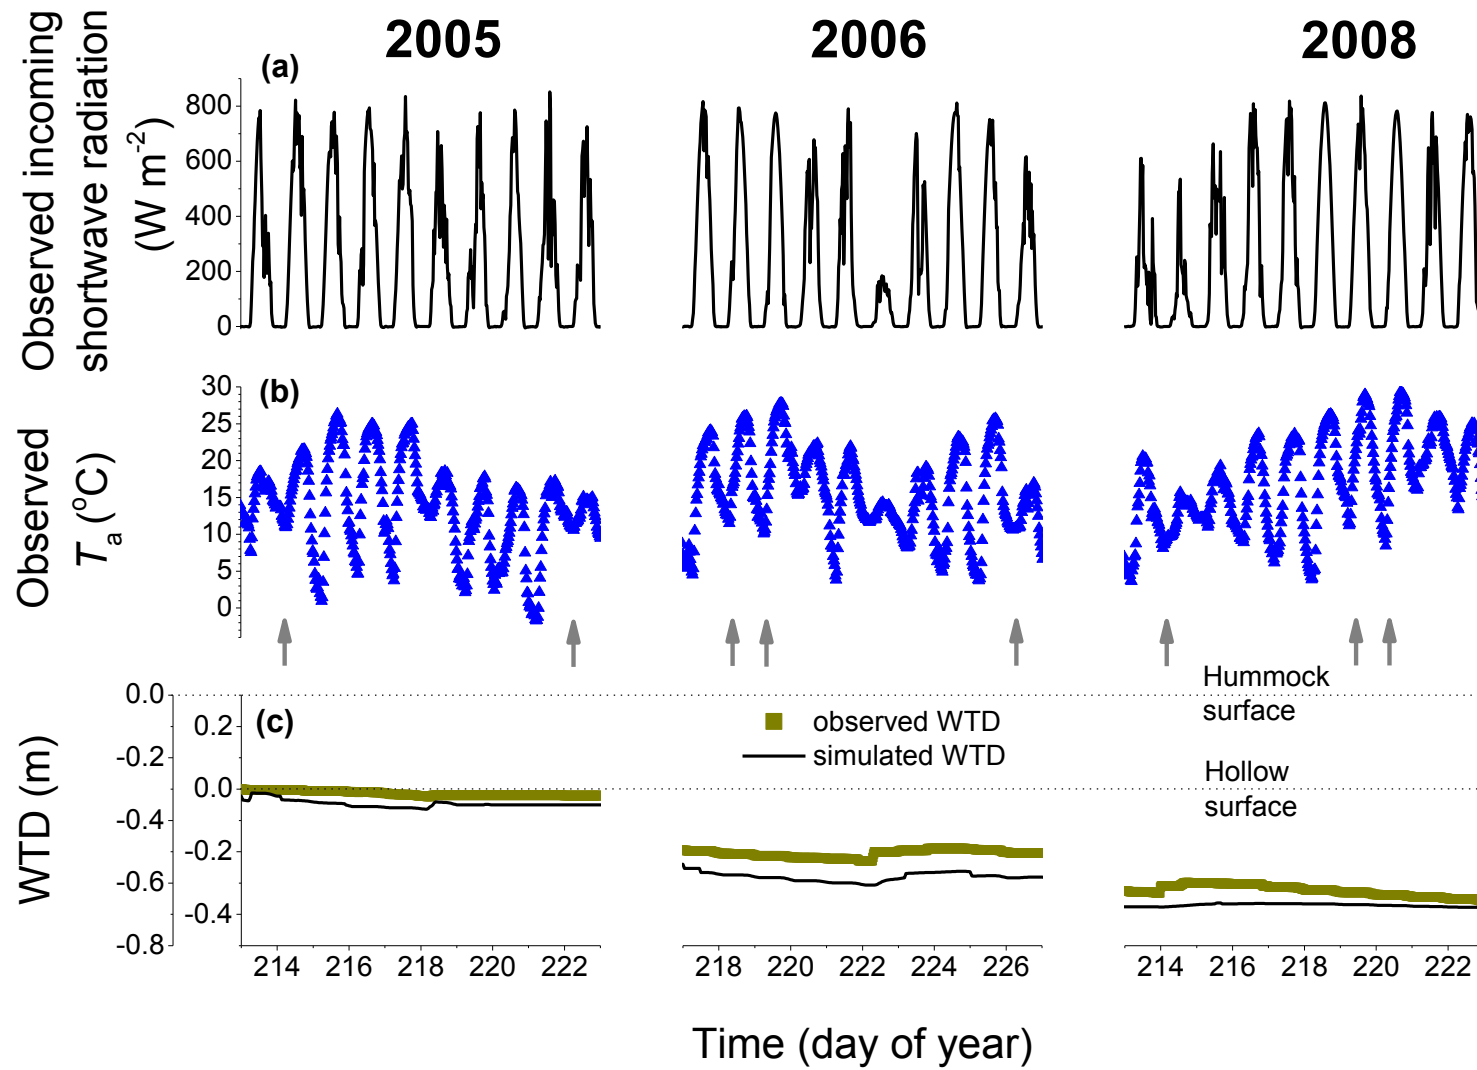 2005
2006
2008
Observed incoming
shortwave radiation
(W m⁻²)
(a)
800
600
400
200
0
Observed
Tₐ (°C)
(b)
30
25
20
15
10
5
0
Hummock
surface
WTD (m)
0.0
-0.2
-0.4
-0.6
-0.8
0.2
0.0
-0.2
-0.4
(c)
observed WTD
simulated WTD
Hollow
surface
214 216 218 220 222
218 220 222 224 226
214 216 218 220 222
Time (day of year)